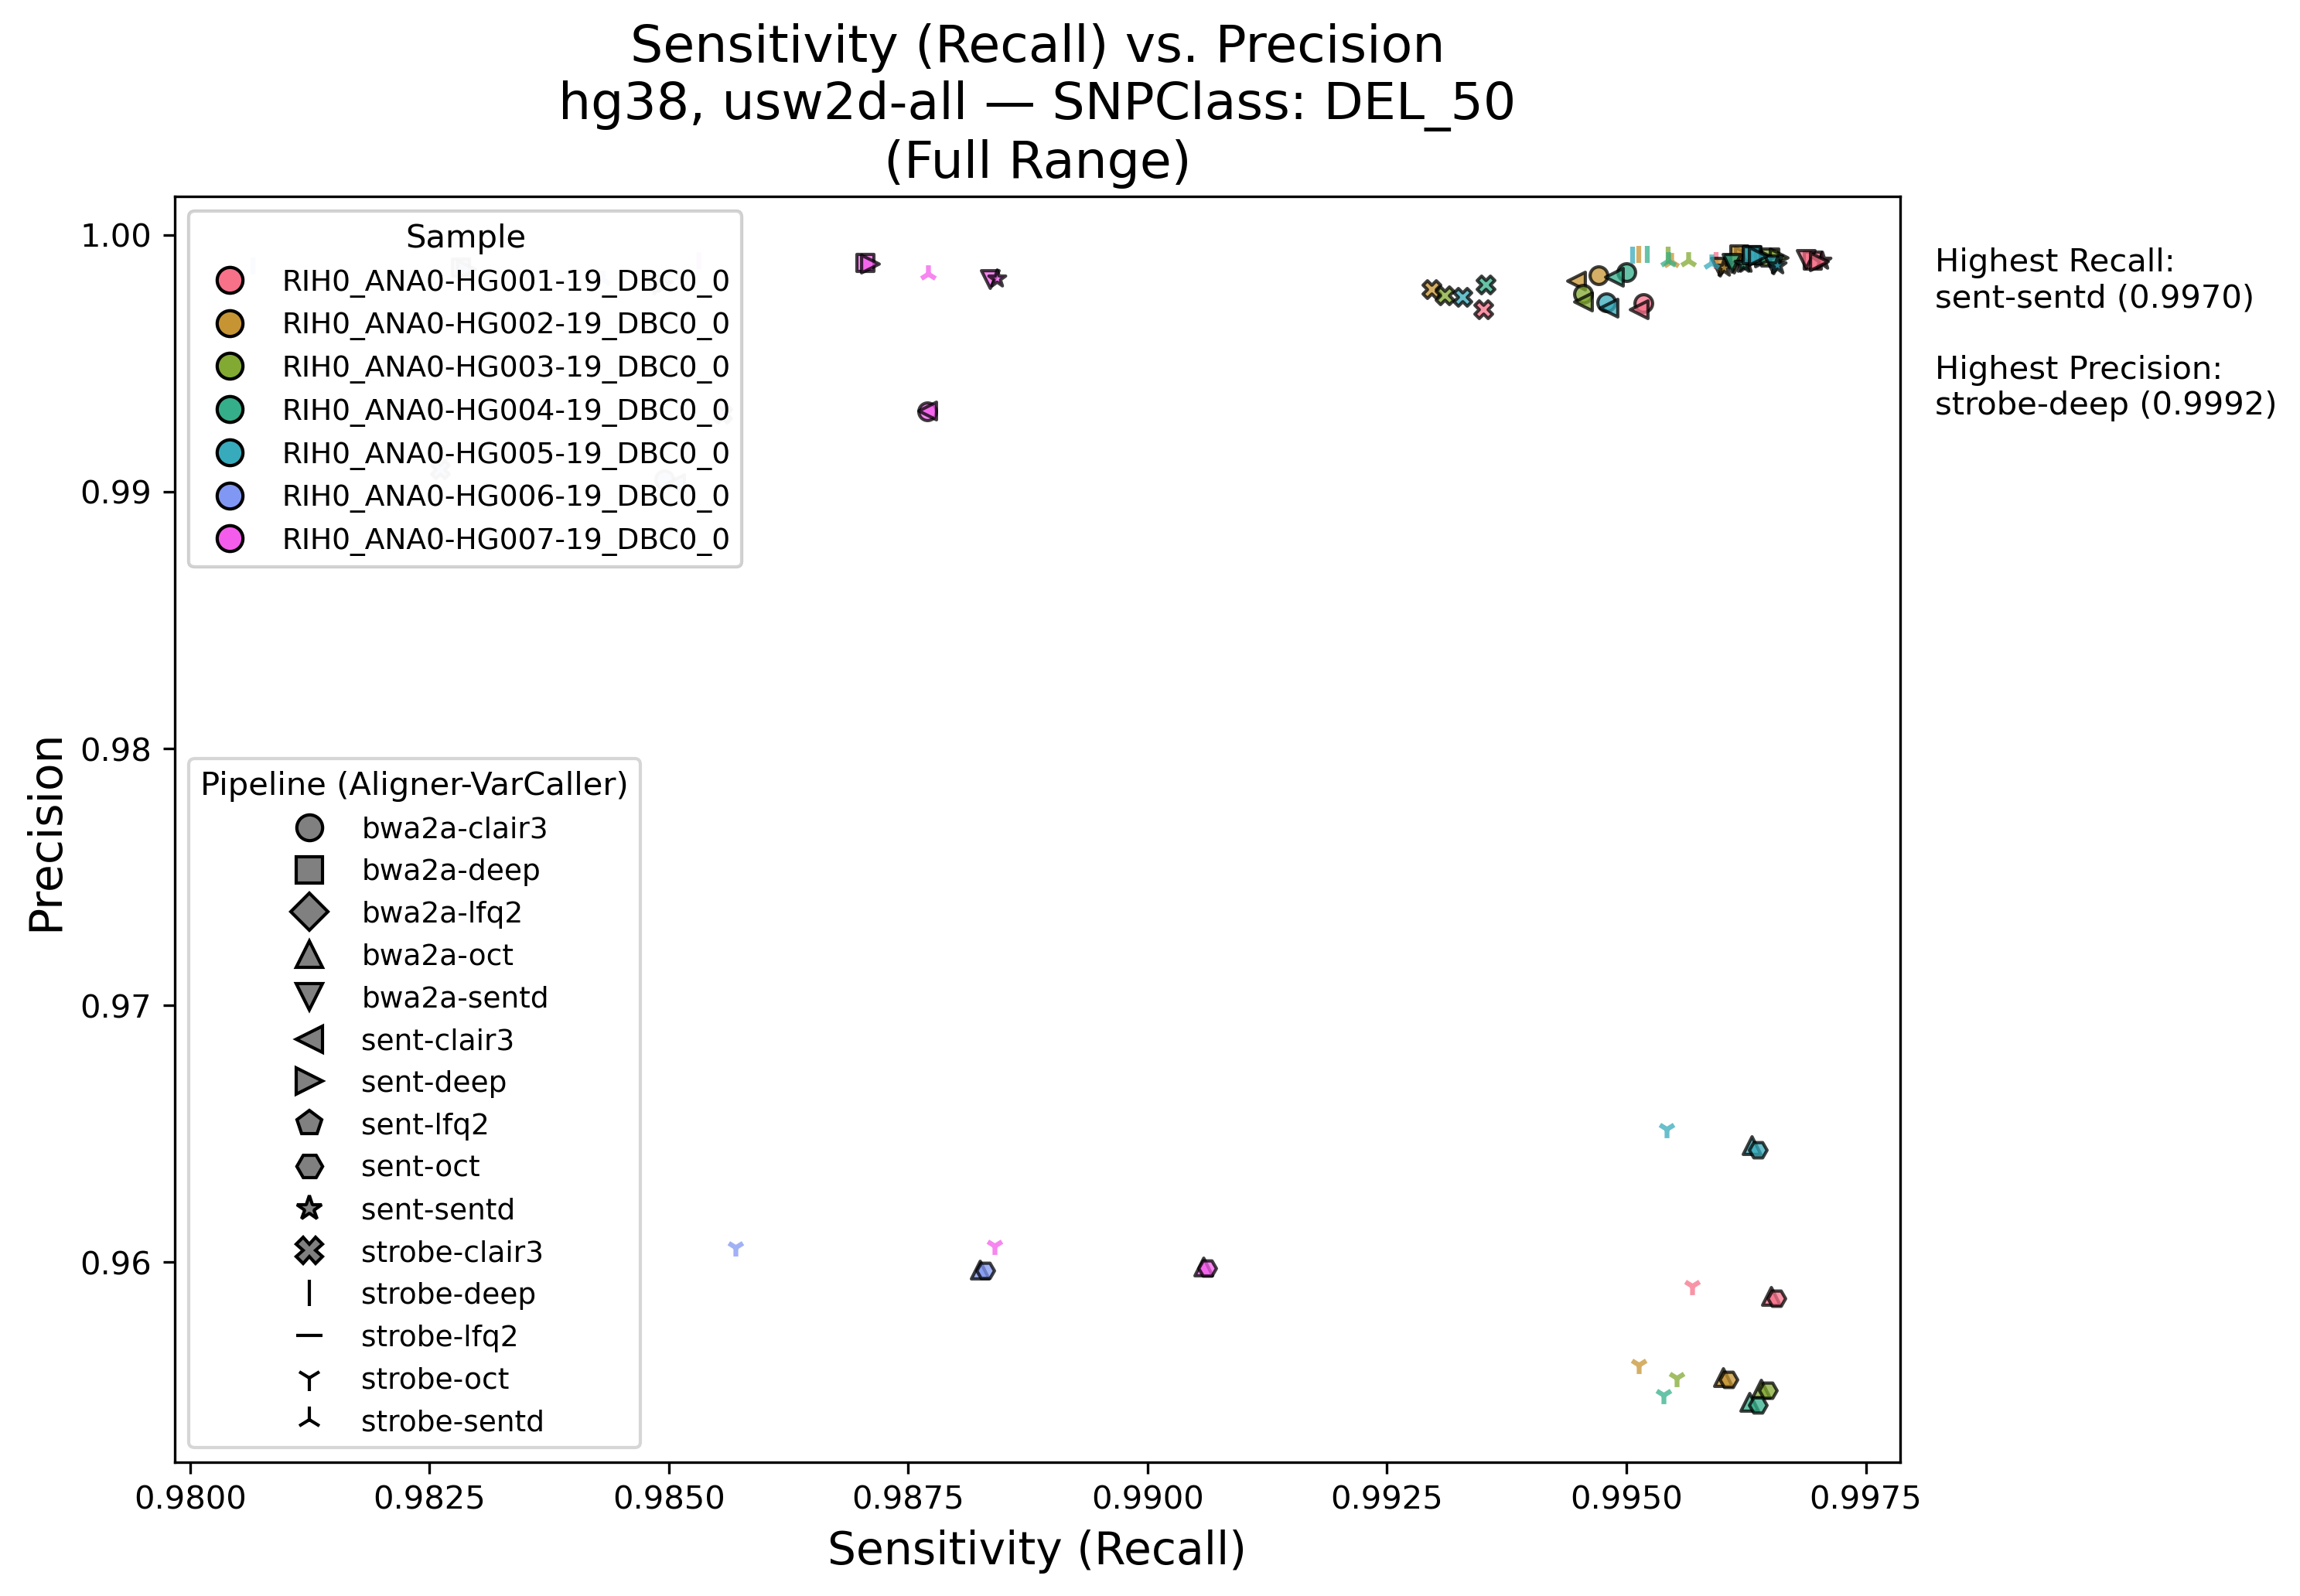 Sensitivity (Recall) vs. Precision
hg38, usw2d-all — SNPClass: DEL_50
(Full Range)
Sample
RIH0_ANA0-HG001-19_DBC0_0
RIH0_ANA0-HG002-19_DBC0_0
RIH0_ANA0-HG003-19_DBC0_0
RIH0_ANA0-HG004-19_DBC0_0
RIH0_ANA0-HG005-19_DBC0_0
RIH0_ANA0-HG006-19_DBC0_0
RIH0_ANA0-HG007-19_DBC0_0
Highest Recall:
sent-sentd (0.9970)
Highest Precision:
strobe-deep (0.9992)
Pipeline (Aligner-VarCaller)
bwa2a-clair3
bwa2a-deep
bwa2a-lfq2
bwa2a-oct
bwa2a-sentd
sent-clair3
sent-deep
sent-lfq2
sent-oct
sent-sentd
strobe-clair3
strobe-deep
strobe-lfq2
strobe-oct
strobe-sentd
Precision
1.00
0.99
0.98
0.97
0.96
0.9800
0.9825
0.9850
0.9875
0.9900
0.9925
0.9950
0.9975
Sensitivity (Recall)